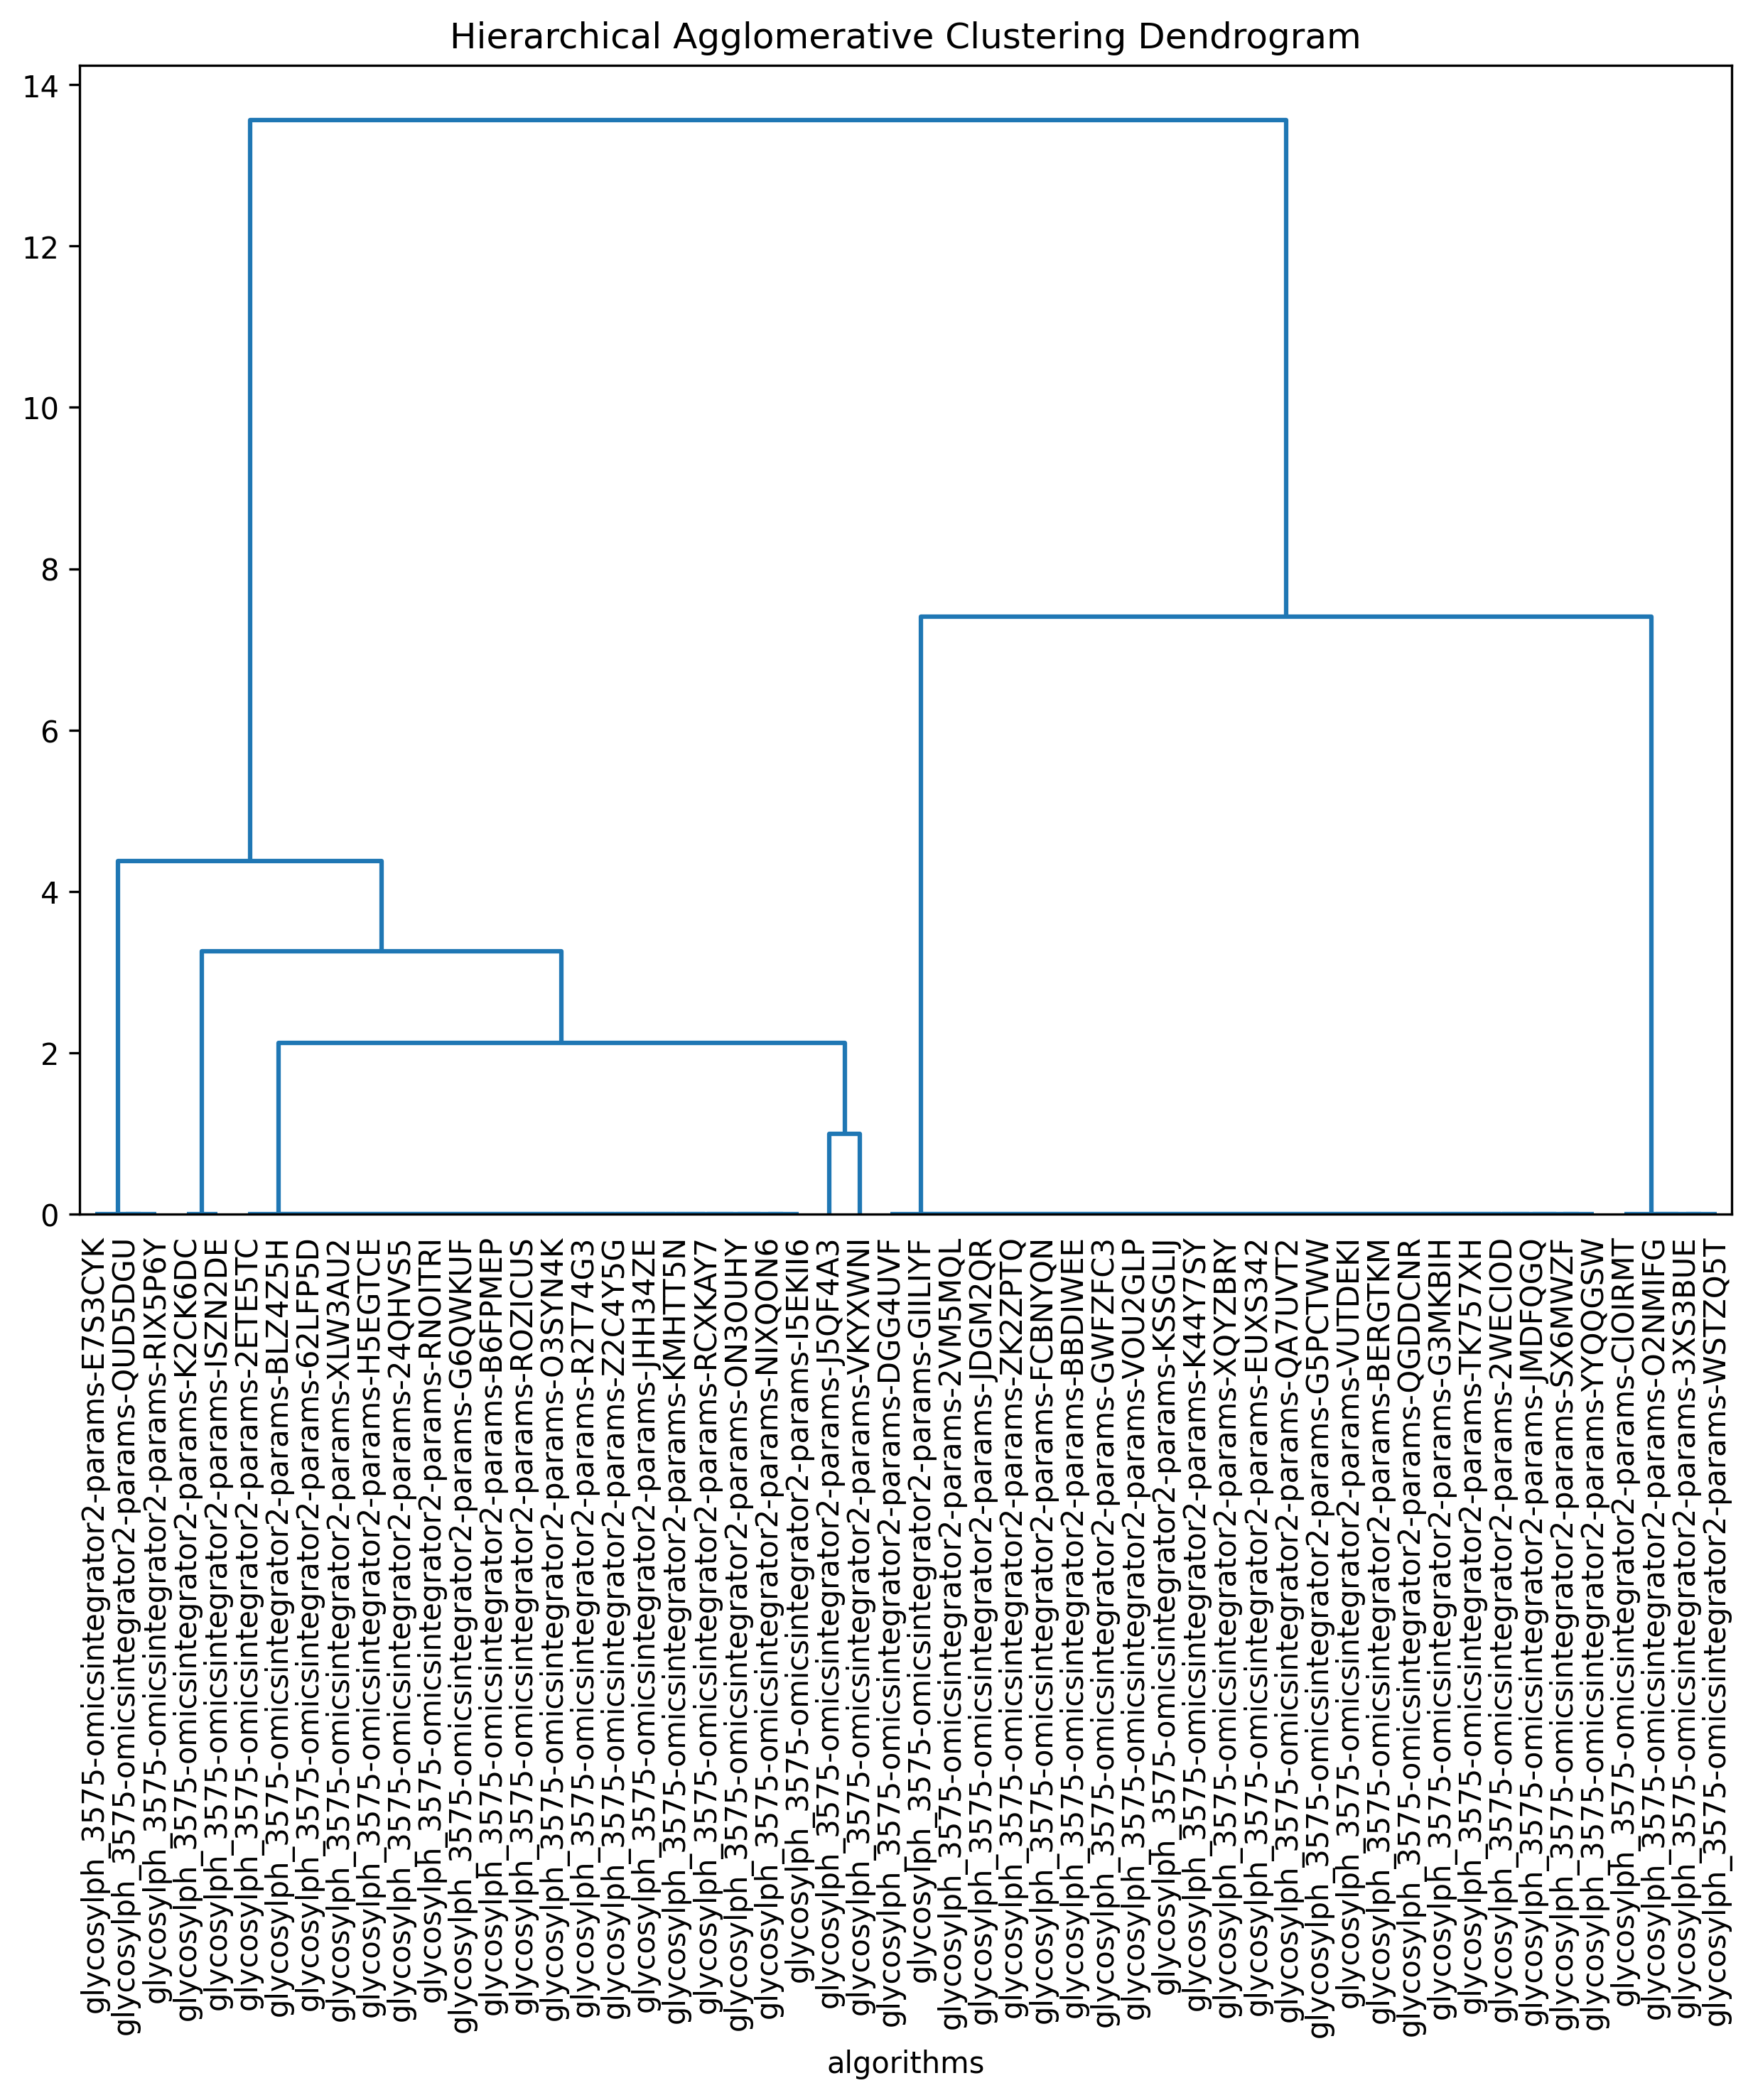 Hierarchical Agglomerative Clustering Dendrogram
14
12
10
8
6
4
2
0
glycosylph_3575-omicsintegrator2-params-E7S3CYK
glycosylph_3575-omicsintegrator2-params-QUD5DGU
glycosylph_3575-omicsintegrator2-params-RIX5P6Y
glycosylph_3575-omicsintegrator2-params-K2CK6DC
glycosylph_3575-omicsintegrator2-params-ISZN2DE
glycosylph_3575-omicsintegrator2-params-2ETE5TC
glycosylph_3575-omicsintegrator2-params-BLZ4Z5H
glycosylph_3575-omicsintegrator2-params-62LFP5D
glycosylph_3575-omicsintegrator2-params-XLW3AU2
glycosylph_3575-omicsintegrator2-params-H5EGTCE
glycosylph_3575-omicsintegrator2-params-24QHVS5
glycosylph_3575-omicsintegrator2-params-RNOITRI
glycosylph_3575-omicsintegrator2-params-G6QWKUF
glycosylph_3575-omicsintegrator2-params-B6FPMEP
glycosylph_3575-omicsintegrator2-params-ROZICUS
glycosylph_3575-omicsintegrator2-params-O3SYN4K
glycosylph_3575-omicsintegrator2-params-R2T74G3
glycosylph_3575-omicsintegrator2-params-Z2C4Y5G
glycosylph_3575-omicsintegrator2-params-JHH34ZE
glycosylph_3575-omicsintegrator2-params-KMHTT5N
glycosylph_3575-omicsintegrator2-params-RCXKAY7
glycosylph_3575-omicsintegrator2-params-ON3OUHY
glycosylph_3575-omicsintegrator2-params-NIXQON6
glycosylph_3575-omicsintegrator2-params-I5EKII6
glycosylph_3575-omicsintegrator2-params-J5QF4A3
glycosylph_3575-omicsintegrator2-params-VKYXWNI
glycosylph_3575-omicsintegrator2-params-DGG4UVF
glycosylph_3575-omicsintegrator2-params-GIILIYF
glycosylph_3575-omicsintegrator2-params-2VM5MQL
glycosylph_3575-omicsintegrator2-params-JDGM2QR
glycosylph_3575-omicsintegrator2-params-ZK2ZPTQ
glycosylph_3575-omicsintegrator2-params-FCBNYQN
glycosylph_3575-omicsintegrator2-params-BBDIWEE
glycosylph_3575-omicsintegrator2-params-GWFZFC3
glycosylph_3575-omicsintegrator2-params-VOU2GLP
glycosylph_3575-omicsintegrator2-params-KSSGLIJ
glycosylph_3575-omicsintegrator2-params-K44Y7SY
glycosylph_3575-omicsintegrator2-params-XQYZBRY
glycosylph_3575-omicsintegrator2-params-EUXS342
glycosylph_3575-omicsintegrator2-params-QA7UVT2
glycosylph_3575-omicsintegrator2-params-G5PCTWW
glycosylph_3575-omicsintegrator2-params-VUTDEKI
glycosylph_3575-omicsintegrator2-params-BERGTKM
glycosylph_3575-omicsintegrator2-params-QGDDCNR
glycosylph_3575-omicsintegrator2-params-G3MKBIH
glycosylph_3575-omicsintegrator2-params-TK757XH
glycosylph_3575-omicsintegrator2-params-2WECIOD
glycosylph_3575-omicsintegrator2-params-JMDFQGQ
glycosylph_3575-omicsintegrator2-params-SX6MWZF
glycosylph_3575-omicsintegrator2-params-YYQQGSW
glycosylph_3575-omicsintegrator2-params-CIOIRMT
glycosylph_3575-omicsintegrator2-params-O2NMIFG
glycosylph_3575-omicsintegrator2-params-3XS3BUE
glycosylph_3575-omicsintegrator2-params-WSTZQ5T
algorithms